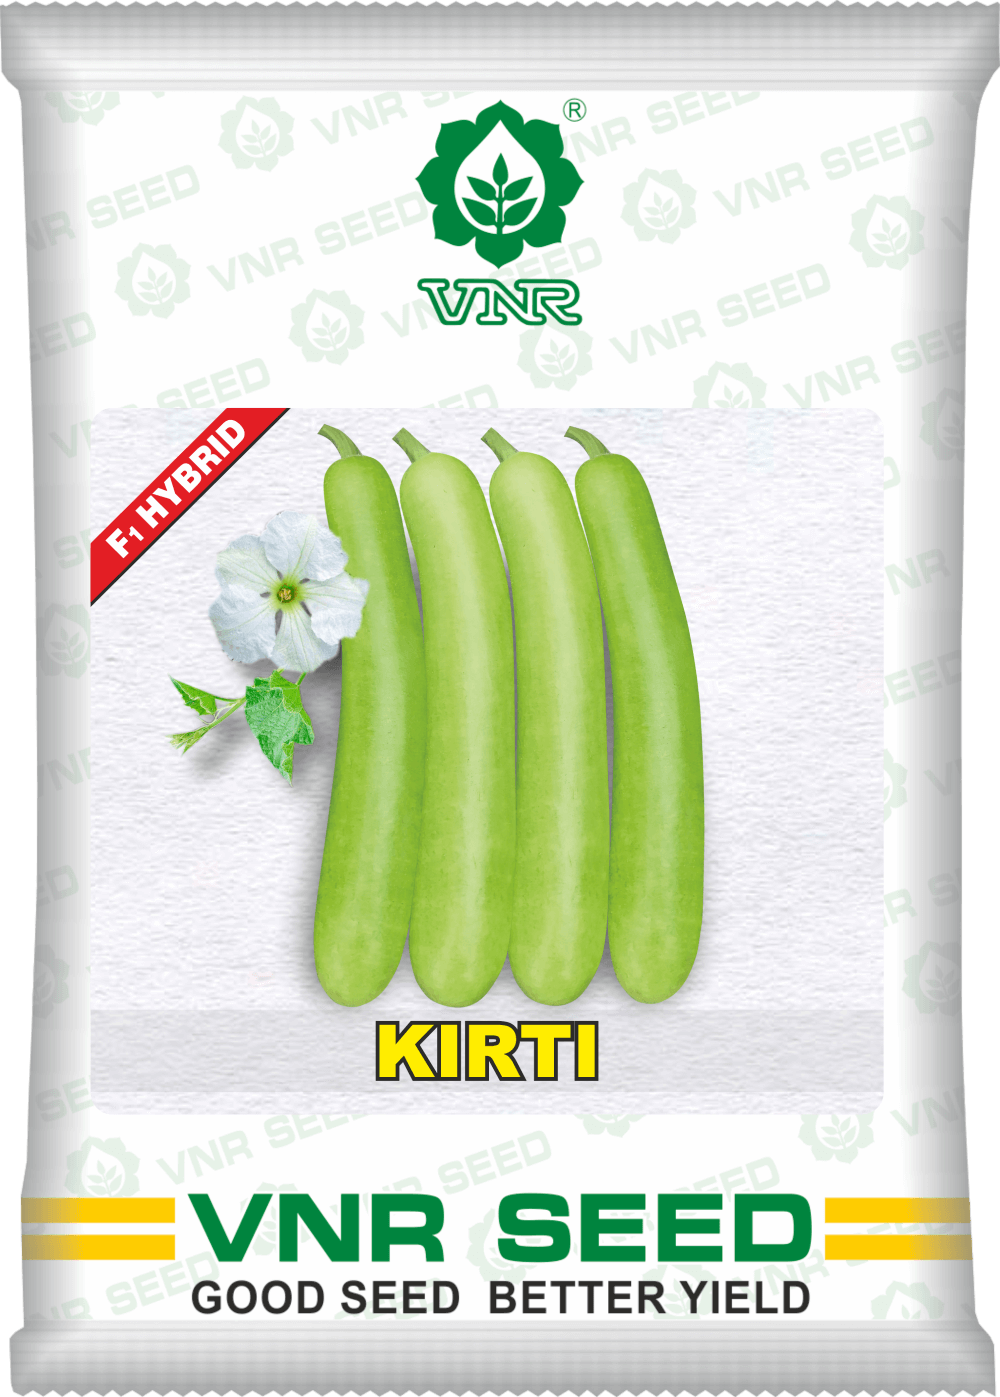 ®
VNR
F1 HYBRID
KIRTI
VNR SEED
GOOD SEED BETTER YIELD